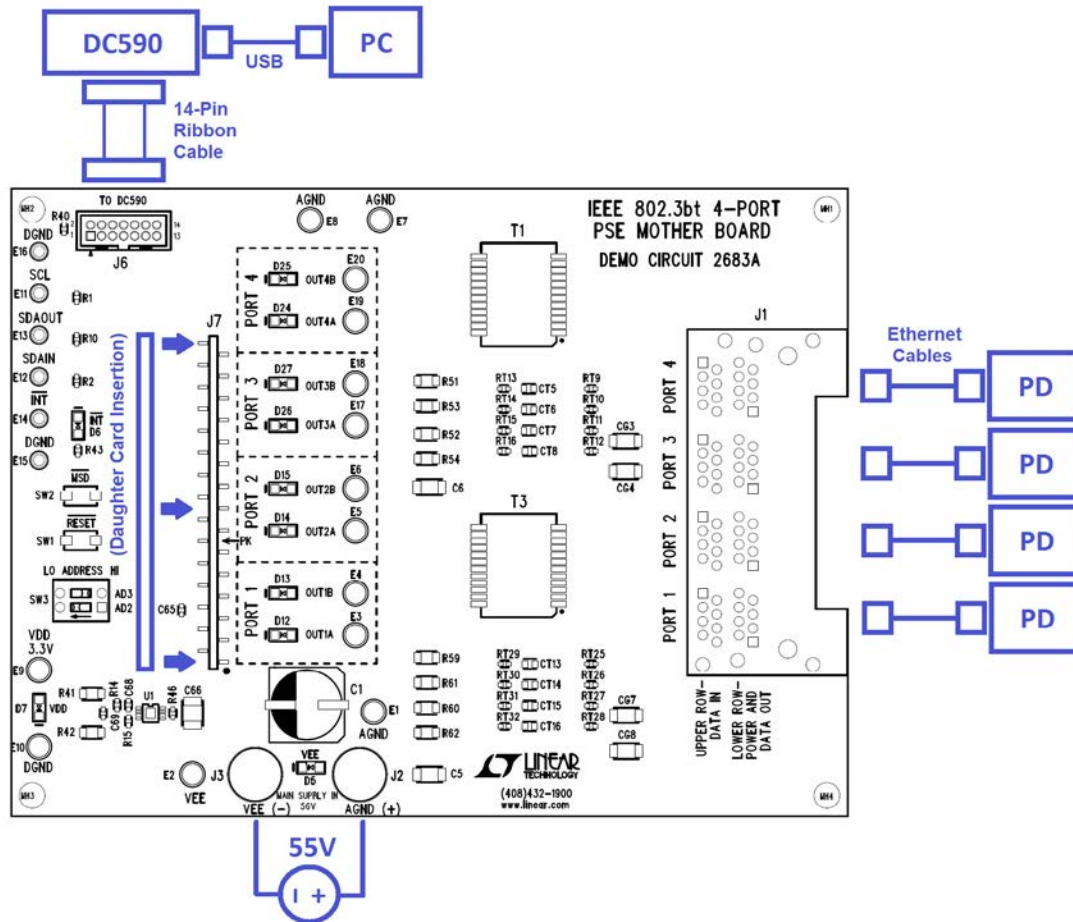 DC590
USB
PC
14-Pin
Ribbon
Cable
MH2
TO DC590
R40
2
1
14
13
J6
DGND
E16
SCL
E11
R1
SDAOUT
E13
R10
SDAIN
E12
R2
INT
E14
INT
D6
DGND
E15
R43
MSD
SW2
RESET
SW1
LO ADDRESS HI
SW3
AD3
AD2
C65
(Daughter Card Insertion)
J7
PK
AGND
E8
AGND
E7
PORT 4
D25
OUT4B
E20
D24
OUT4A
E19
PORT 3
D27
OUT3B
E18
D26
OUT3A
E17
PORT 2
D15
OUT2B
E6
D14
OUT2A
E5
PORT 1
D13
OUT1B
E4
D12
OUT1A
E3
IEEE 802.3bt 4-PORT
PSE MOTHER BOARD
DEMO CIRCUIT 2683A
MH1
T1
R51
R53
R52
R54
C6
RT13
CT5
RT9
RT14
CT6
RT10
RT15
CT7
RT11
RT16
CT8
RT12
CG3
CG4
T3
R59
R61
R60
R62
C5
RT29
CT13
RT25
RT30
CT14
RT26
RT31
CT15
RT27
RT32
CT16
RT28
CG7
CG8
J1
PORT 4
PORT 3
PORT 2
PORT 1
UPPER ROW-
DATA IN
LOWER ROW-
POWER AND
DATA OUT
Ethernet
Cables
PD
PD
PD
PD
VDD
3.3V
E9
D7
VDD
E10
DGND
R41
R42
R14
C68
U1
C69
R15
R46
C66
C1
E1
AGND
E2
VEE
J3
VEE
D5
J2
MAIN SUPPLY IN
56V
VEE (-)
AGND (+)
LINEAR
TECHNOLOGY
(408)432-1900
www.linear.com
MH3
MH4
55V
- +